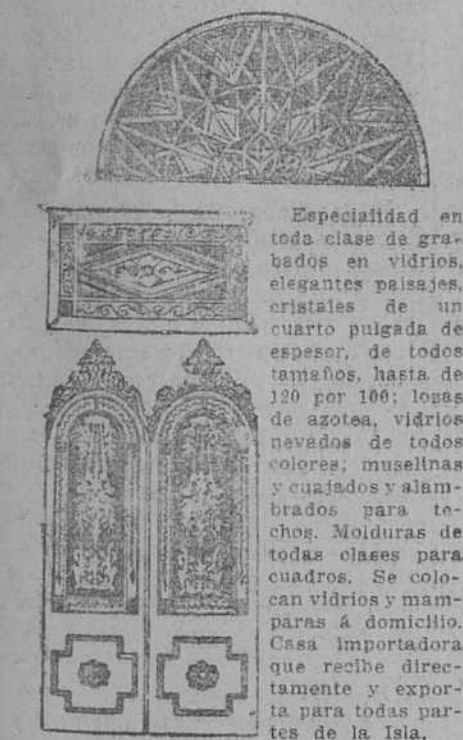 Especialidad en
toda clase de gra-
bados en vidrios,
elegantes paisajes,
cristales de un
cuarto pulgada de
espesor, de todos
tamaños, hasta de
120 por 100; losas
de azotea, vidrios
nevados de todos
colores; muselinas
y cuajados y alam-
brados para te-
chos. Molduras de
todas clases para
cuadros. Se colo-
can vidrios y mam-
paras á domicilio.
Casa importadora
que recibe direc-
tamente y expor-
ta para todas par-
tes de la Isla.